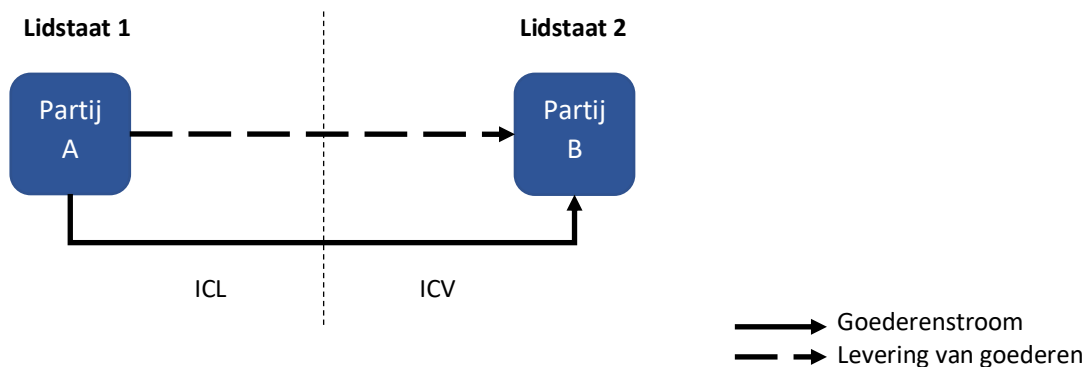 Lidstaat 1
Lidstaat 2
Partij
A
Partij
B
ICL
ICV
Goederenstroom
Levering van goederen